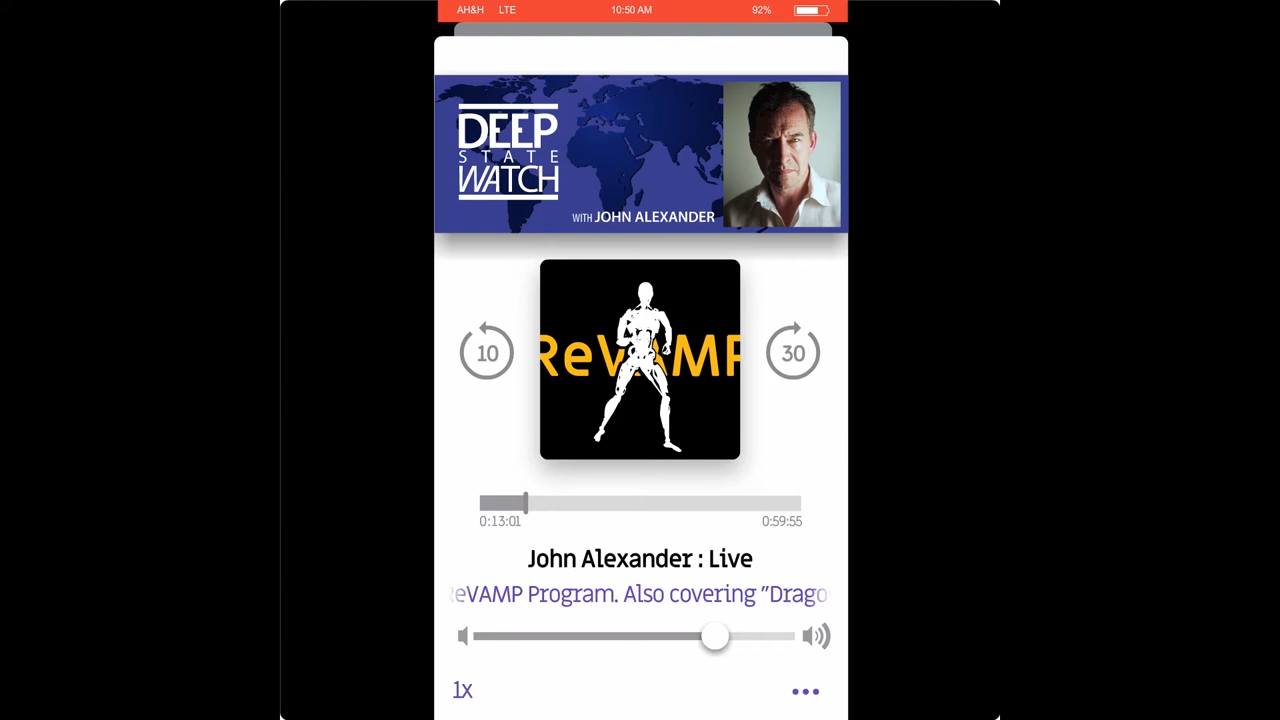 AH&H LTE 10:50 AM 92%
DEEP
STATE
WATCH
WITH JOHN ALEXANDER
10
ReVAMP
30
0:13:01 0:59:55
John Alexander : Live
ReVAMP Program. Also covering "Drago
1x